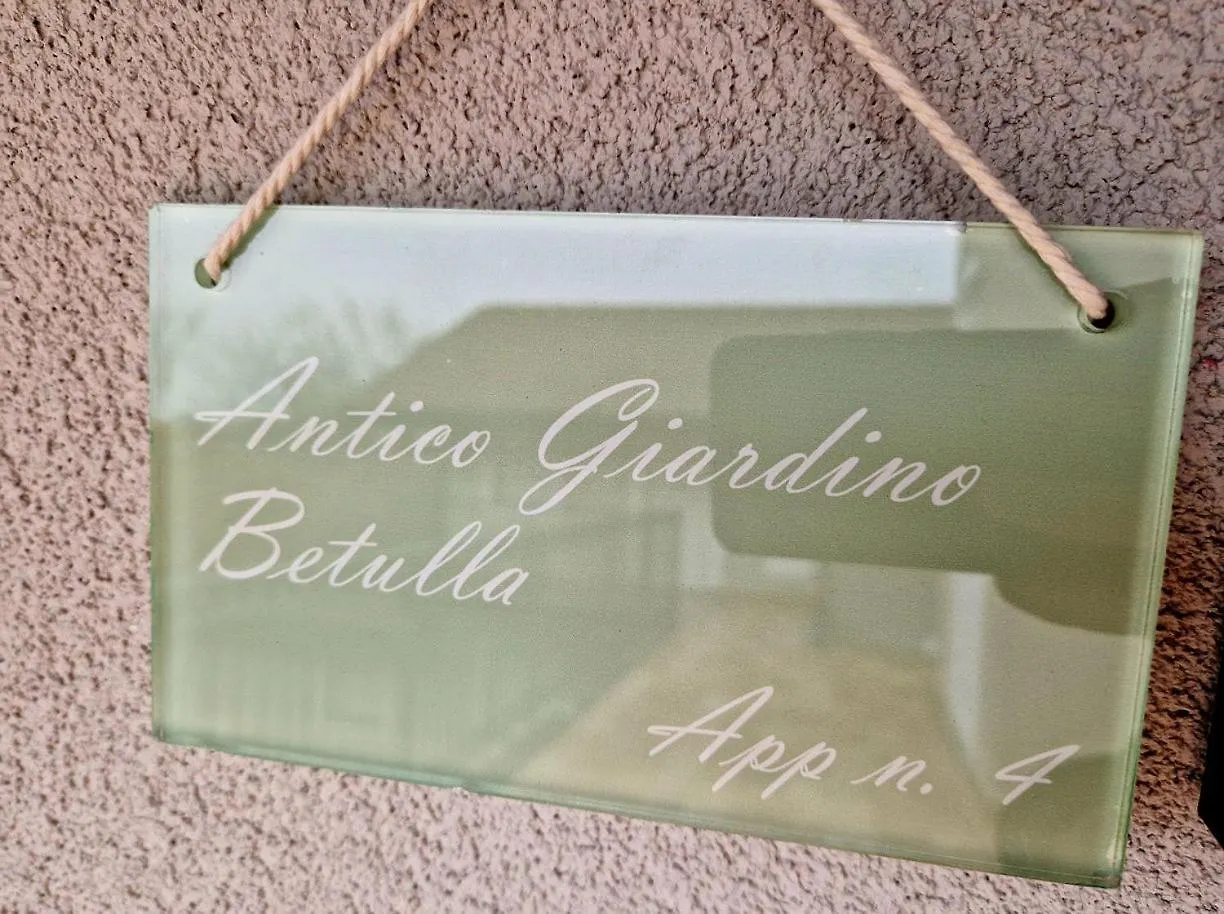 Antico Giardino
Betulla
App n. 4